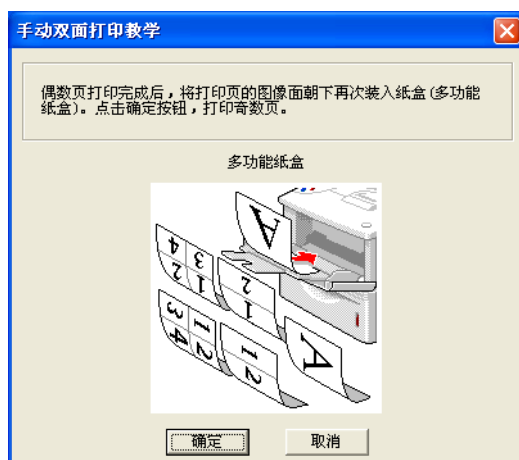 手动双面打印教学
偶数页打印完成后，将打印页的图像面朝下再次装入纸盒(多功能
纸盒)。点击确定按钮，打印奇数页。
多功能纸盒
A
4 3
2 1
2
1
3 1
4 2
1
2
A
确定
取消